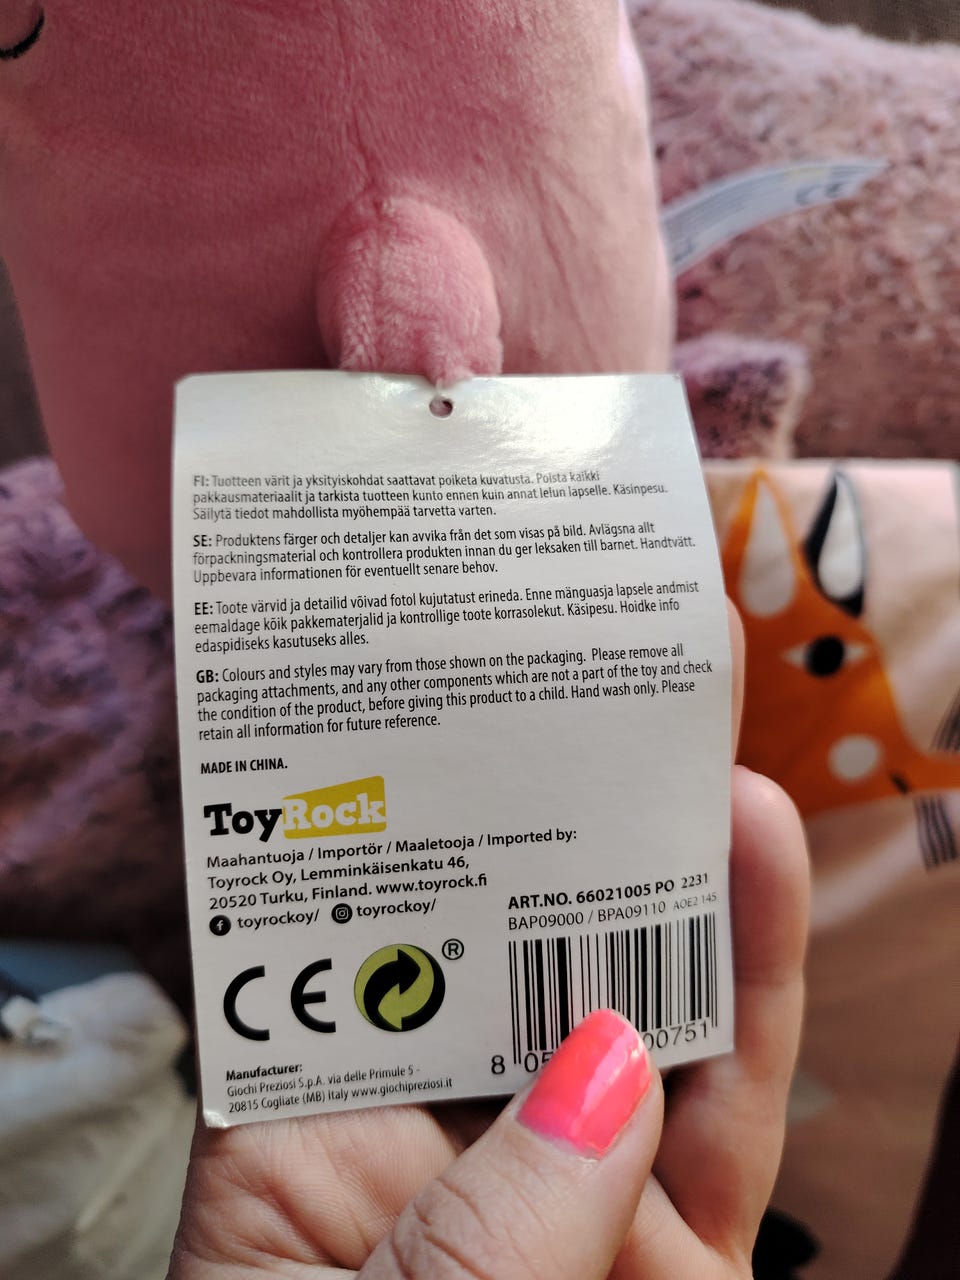 FI: Tuotteen värit ja yksityiskohdat saattavat poiketa kuvatusta. Poista kaikki
pakkausmateriaalit ja tarkista tuotteen kunto ennen kuin annat lelun lapselle. Käsinpesu.
Säilytä tiedot mahdollista myöhempää tarvetta varten.
SE: Produktens färger och detaljer kan avvika från det som visas på bild. Avlägsna allt
förpackningsmaterial och kontrollera produkten innan du ger leksaken till barnet. Handtvätt.
Uppbevara informationen för eventuellt senare behov.
EE: Toote värvid ja detailid võivad fotol kujutatust erineda. Enne mänguasja lapsele andmist
eemaldage kõik pakkematerjalid ja kontrollige toote korrasolekut. Käsipesu. Hoidke info
edaspidiseks kasutuseks alles.
GB: Colours and styles may vary from those shown on the packaging. Please remove all
packaging attachments, and any other components which are not a part of the toy and check
the condition of the product, before giving this product to a child. Hand wash only. Please
retain all information for future reference.
MADE IN CHINA.
ToyRock
Maahantuoja / Importör / Maaletooja / Imported by:
Toyrock Oy, Lemminkäisenkatu 46,
20520 Turku, Finland. www.toyrock.fi
toyrockoy/ toyrockoy/
ART.NO. 66021005 PO 2231
BAP09000 / BPA09110 AOE2 145
CE ®
8 05 00751
Manufacturer:
Giochi Preziosi S.p.A. via delle Primule 5 -
20815 Cogliate (MB) Italy www.giochipreziosi.it